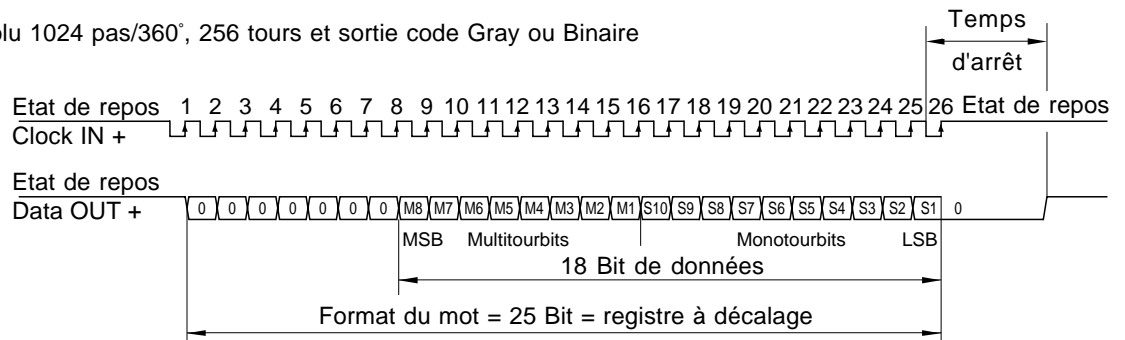 Temps
lu 1024 pas/360°, 256 tours et sortie code Gray ou Binaire
d'arrêt
Etat de repos 1 2 3 4 5 6 7 8 9 10 11 12 13 14 15 16 17 18 19 20 21 22 23 24 25 26 Etat de repos
Clock IN +
Etat de repos
Data OUT + 0 0 0 0 0 0 0 M8 M7 M6 M5 M4 M3 M2 M1 S10 S9 S8 S7 S6 S5 S4 S3 S2 S1 0
MSB Multitourbits Monotourbits LSB
18 Bit de données
Format du mot = 25 Bit = registre à décalage